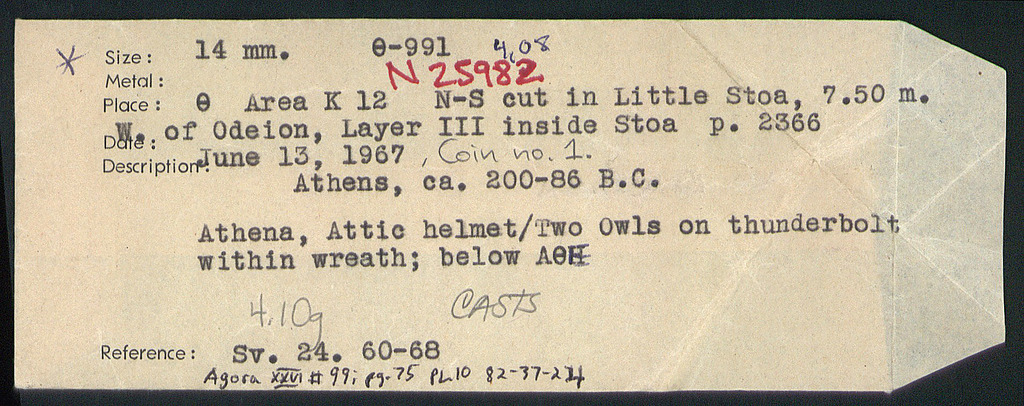 * Size: 14 mm. θ-991 4,08
Metal: N 25982
Place: θ Area K 12 N-S cut in Little Stoa, 7.50 m.
W. of Odeion, Layer III inside Stoa p. 2366
Date: June 13, 1967, Coin no. 1.
Description: Athens, ca. 200-86 B.C.
Athena, Attic helmet/Two Owls on thunderbolt
within wreath; below AθE
4.10g CASTS
Reference: Sv. 24. 60-68
Agora XXVI # 99; pg. 75 PL.10 82-37-24